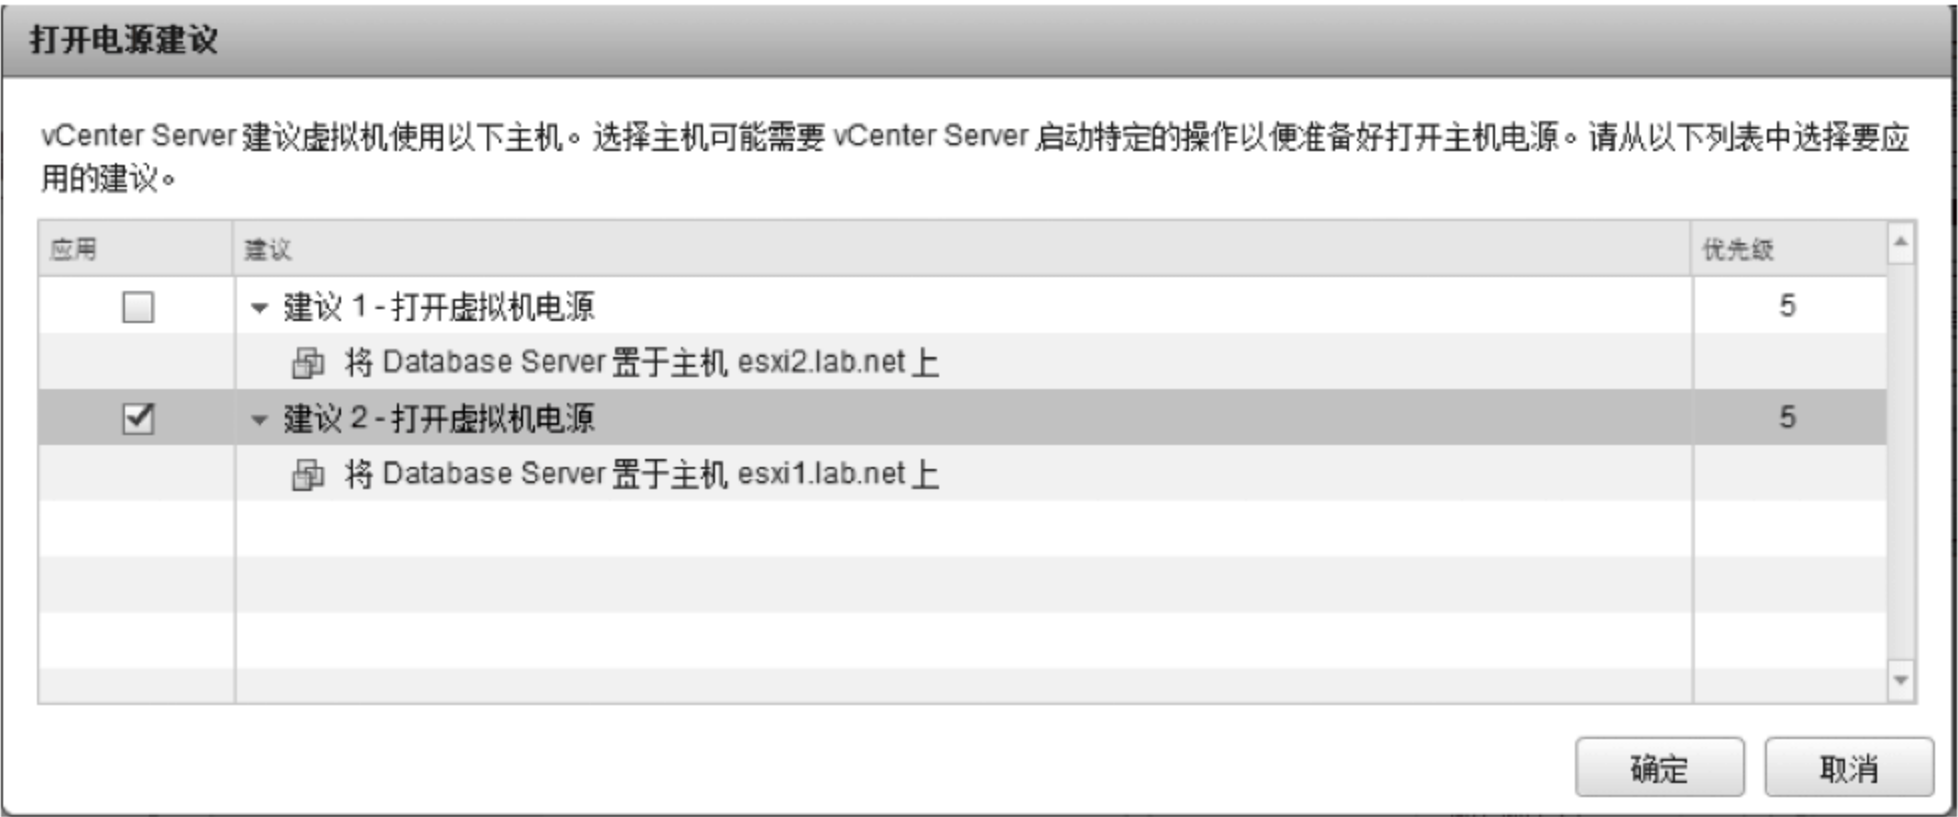 打开电源建议
vCenter Server 建议虚拟机使用以下主机。选择主机可能需要 vCenter Server 启动特定的操作以便准备好打开主机电源。请从以下列表中选择要应
用的建议。
应用 建议 优先级
建议 1 - 打开虚拟机电源 5
将 Database Server 置于主机 esxi2.lab.net 上
建议 2 - 打开虚拟机电源 5
将 Database Server 置于主机 esxi1.lab.net 上
确定 取消